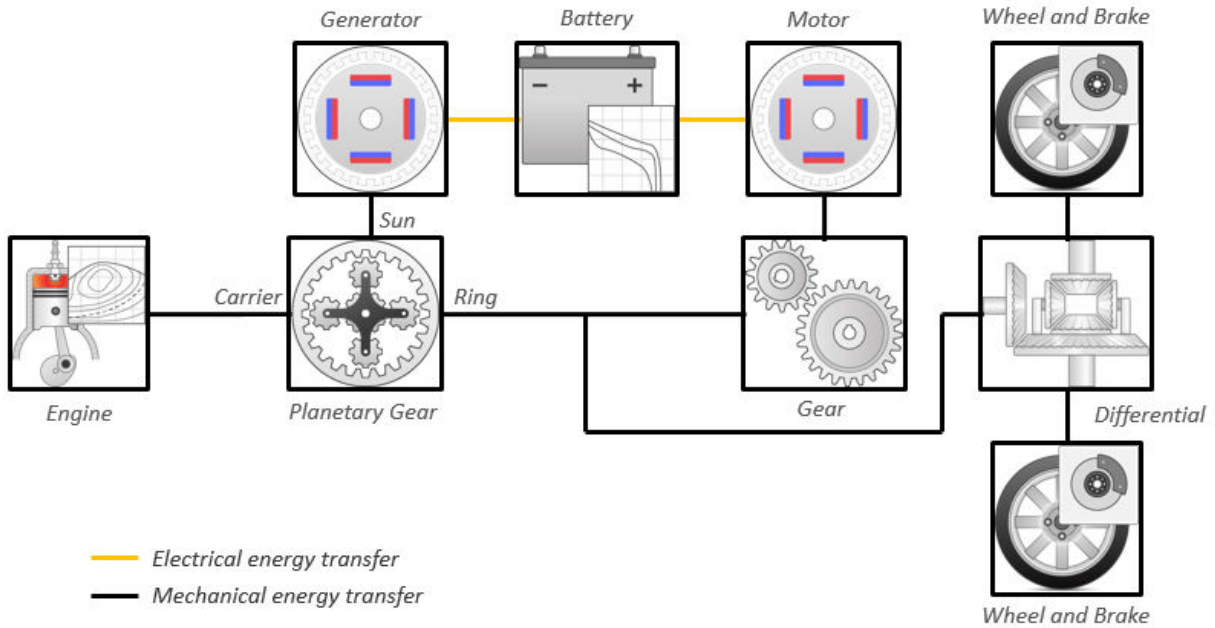 Generator
Battery
Motor
Wheel and Brake
− +
Sun
Carrier
Ring
Engine
Planetary Gear
Gear
Differential
Electrical energy transfer
Mechanical energy transfer
Wheel and Brake